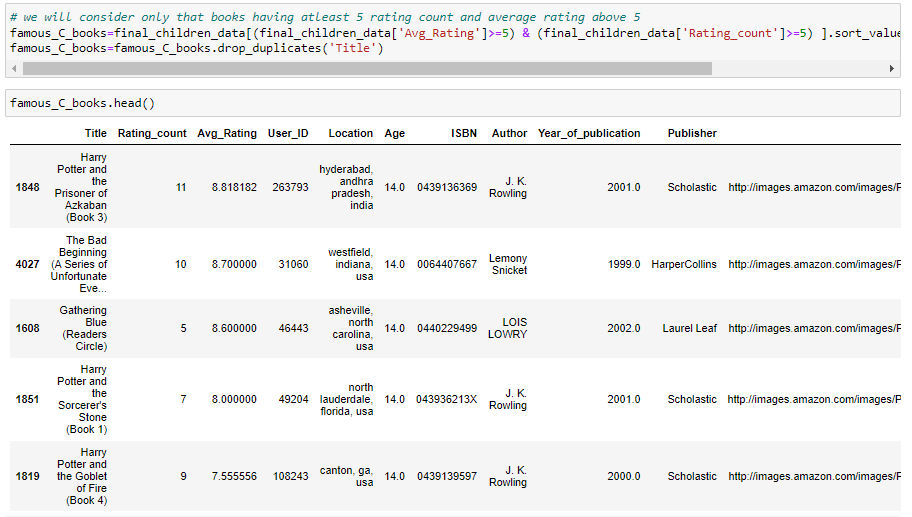 # we will consider only that books having atleast 5 rating count and average rating above 5
famous_C_books=final_children_data[(final_children_data['Avg_Rating']>=5) & (final_children_data['Rating_count']>=5) ].sort_value
famous_C_books=famous_C_books.drop_duplicates('Title')
famous_C_books.head()
Title Rating_count Avg_Rating User_ID Location Age ISBN Author Year_of_publication Publisher
1848 Harry Potter and the Prisoner of Azkaban (Book 3) 11 8.818182 263793 hyderabad, andhra pradesh, india 14.0 0439136369 J. K. Rowling 2001.0 Scholastic http://images.amazon.com/images/P
4027 The Bad Beginning (A Series of Unfortunate Eve... 10 8.700000 31060 westfield, indiana, usa 14.0 0064407667 Lemony Snicket 1999.0 HarperCollins http://images.amazon.com/images/P
1608 Gathering Blue (Readers Circle) 5 8.600000 46443 asheville, north carolina, usa 14.0 0440229499 LOIS LOWRY 2002.0 Laurel Leaf http://images.amazon.com/images/P
1851 Harry Potter and the Sorcerer's Stone (Book 1) 7 8.000000 49204 north lauderdale, florida, usa 14.0 043936213X J. K. Rowling 2001.0 Scholastic http://images.amazon.com/images/P
1819 Harry Potter and the Goblet of Fire (Book 4) 9 7.555556 108243 canton, ga, usa 14.0 0439139597 J. K. Rowling 2000.0 Scholastic http://images.amazon.com/images/P